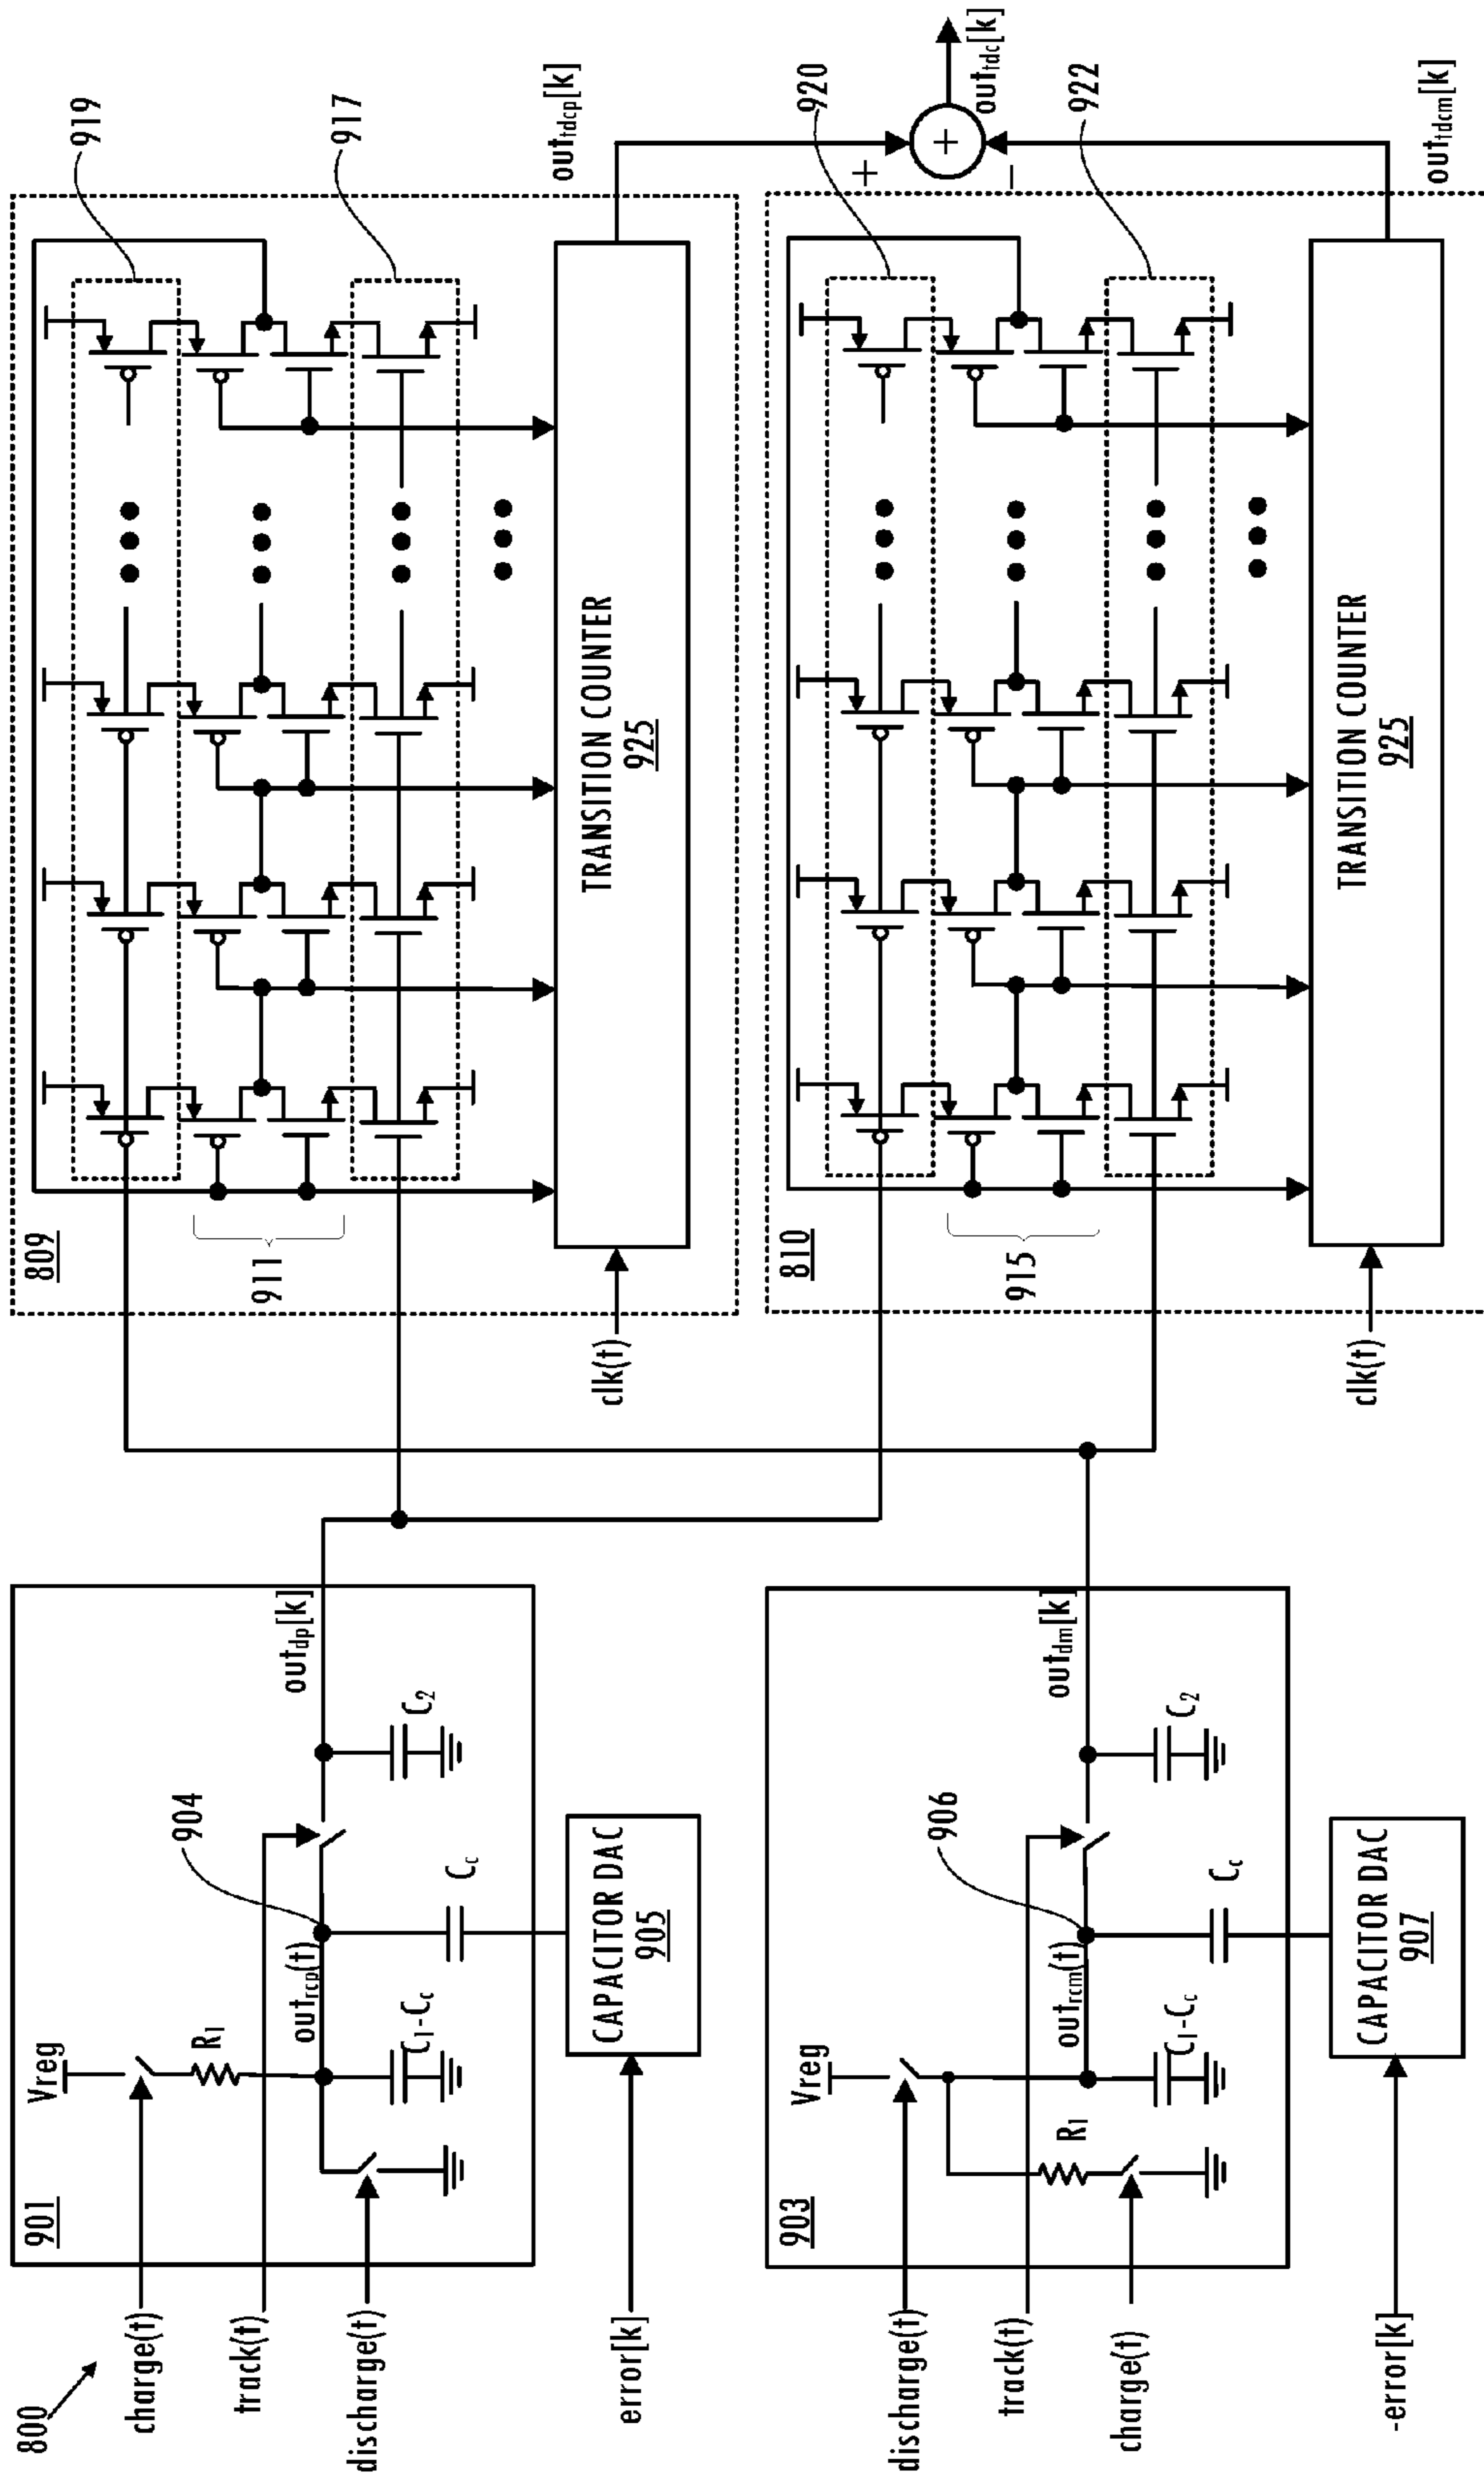 800
901
charge(t)
track(t)
discharge(t)
error[k]
Vreg
R1
outrcp(t)
C1-Cc
904
Cc
C2
outdp[k]
CAPACITOR DAC
905
903
discharge(t)
track(t)
charge(t)
-error[k]
Vreg
R1
outrcm(t)
C1-Cc
906
Cc
C2
outdm[k]
CAPACITOR DAC
907
809
911
919
917
clk(t)
TRANSITION COUNTER
925
outtdcp[k]
810
915
920
922
clk(t)
TRANSITION COUNTER
925
outtdcm[k]
+
+
−
outtdc[k]